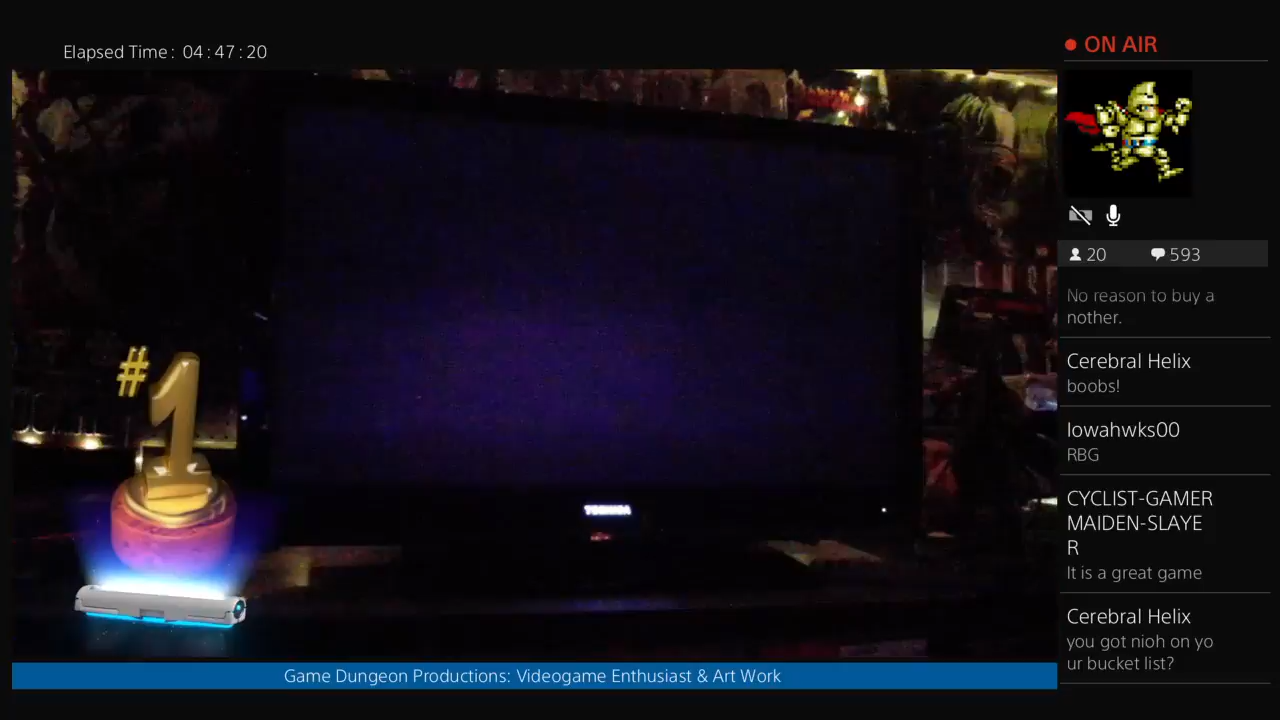 Elapsed Time: 04:47:20
ON AIR
20 593
No reason to buy a
nother.
Cerebral Helix
boobs!
Iowahwks00
RBG
CYCLIST-GAMER
MAIDEN-SLAYE
R
It is a great game
Cerebral Helix
you got nioh on yo
ur bucket list?
#1
TOSHIBA
Game Dungeon Productions: Videogame Enthusiast & Art Work